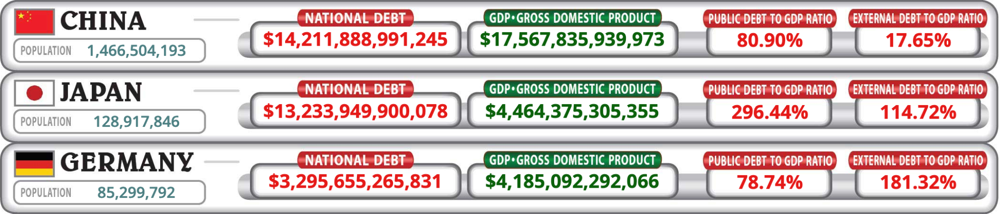 CHINA
NATIONAL DEBT
GDP•GROSS DOMESTIC PRODUCT
PUBLIC DEBT TO GDP RATIO
EXTERNAL DEBT TO GDP RATIO
POPULATION 1,466,504,193
$14,211,888,991,245
$17,567,835,939,973
80.90%
17.65%
JAPAN
NATIONAL DEBT
GDP•GROSS DOMESTIC PRODUCT
PUBLIC DEBT TO GDP RATIO
EXTERNAL DEBT TO GDP RATIO
POPULATION 128,917,846
$13,233,949,900,078
$4,464,375,305,355
296.44%
114.72%
GERMANY
NATIONAL DEBT
GDP•GROSS DOMESTIC PRODUCT
PUBLIC DEBT TO GDP RATIO
EXTERNAL DEBT TO GDP RATIO
POPULATION 85,299,792
$3,295,655,265,831
$4,185,092,292,066
78.74%
181.32%